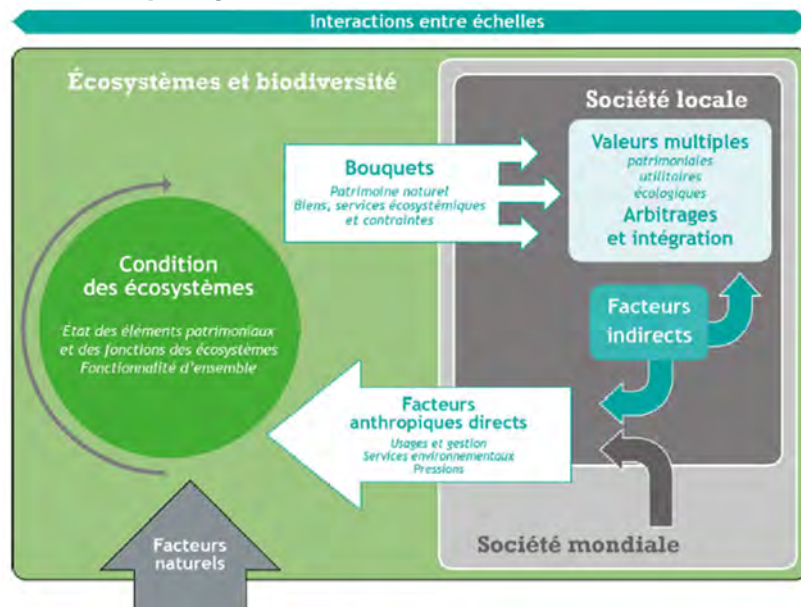 Interactions entre échelles
Écosystèmes et biodiversité
Société locale
Valeurs multiples
patrimoniales
utilitaires
écologiques
Arbitrages
et intégration
Bouquets
Patrimoine naturel
Biens, services écosystémiques
et contraintes
Condition
des écosystèmes
État des éléments patrimoniaux
et des fonctions des écosystèmes
Fonctionnalité d'ensemble
Facteurs
indirects
Facteurs
anthropiques directs
Usages et gestion
Services environnementaux
Pressions
Facteurs
naturels
Société mondiale